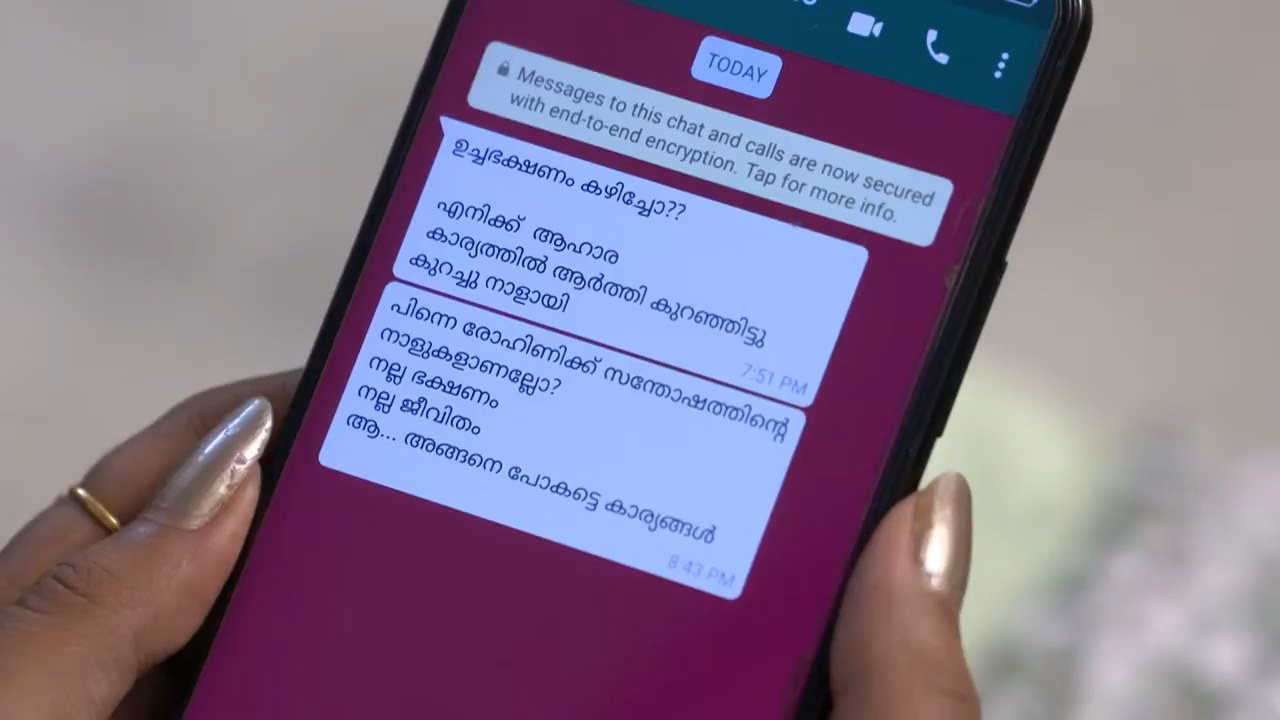 TODAY
Messages to this chat and calls are now secured
with end-to-end encryption. Tap for more info.
ഉച്ചഭക്ഷണം കഴിച്ചോ??
എനിക്ക് ആഹാര
കാര്യത്തിൽ ആർത്തി കുറഞ്ഞിട്ടു
കുറച്ചു നാളായി
7:51 PM
പിന്നെ രോഹിണിക്ക് സന്തോഷത്തിന്റെ
നാളുകളാണല്ലോ?
നല്ല ഭക്ഷണം
നല്ല ജീവിതം
ആ... അങ്ങനെ പോകട്ടെ കാര്യങ്ങൾ
8:43 PM